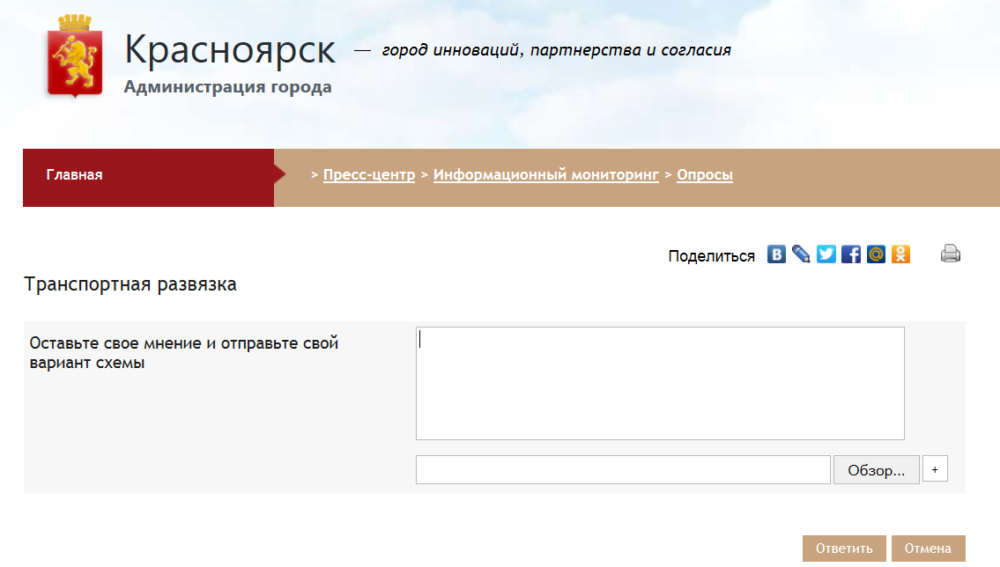 Красноярск — город инноваций, партнерства и согласия
Администрация города
Главная > Пресс-центр > Информационный мониторинг > Опросы
Поделиться
Транспортная развязка
Оставьте свое мнение и отправьте свой
вариант схемы
Обзор... +
Ответить Отмена